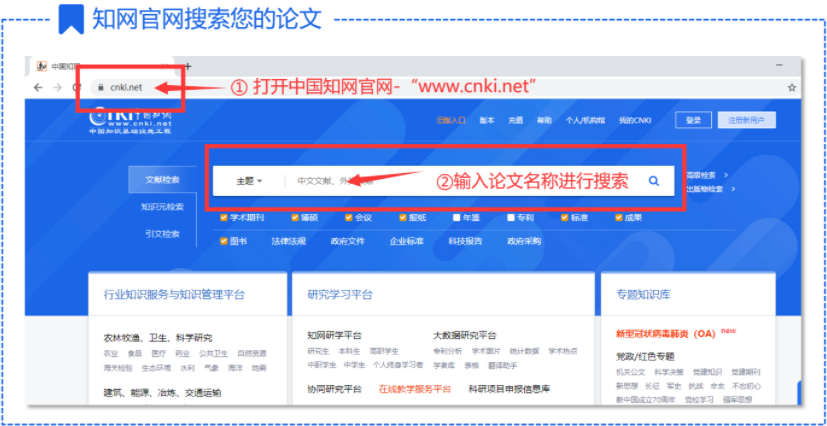 知网官网搜索您的论文
中国知网
cnki.net
① 打开中国知网官网-“www.cnki.net”
www.cnki.net
中国知识基础设施工程
旧版入口 版本 充值 帮助 个人/机构馆 我的CNKI 登录 注册新用户
文献检索
主题
中文文献、外
②输入论文名称进行搜索
高级检索 >
出版物检索 >
知识元检索
引文检索
学术期刊 博硕 会议 报纸 年鉴 专利 标准 成果
图书 法律法规 政府文件 企业标准 科技报告 政府采购
行业知识服务与知识管理平台
研究学习平台
专题知识库
农林牧渔、卫生、科学研究
农业 食品 医疗 药业 公共卫生 自然资源
海关检验 生态环境 水利 气象 海洋 地震
建筑、能源、冶炼、交通运输
知网研学平台
研究生 本科生 高职学生
中职学生 中学生 个人终身学习者
协同研究平台 在线教学服务平台 科研项目申报信息库
大数据研究平台
专利分析 学术图片 统计数据 学术热点
学者库 表格 翻译助手
新型冠状病毒肺炎（OA） new
党政/红色专题
机关公文 科学决策 党建知识 党建期刊
新思想 长征 军史 抗战 不忘初心
新中国成立70周年 党校学习 强军思想